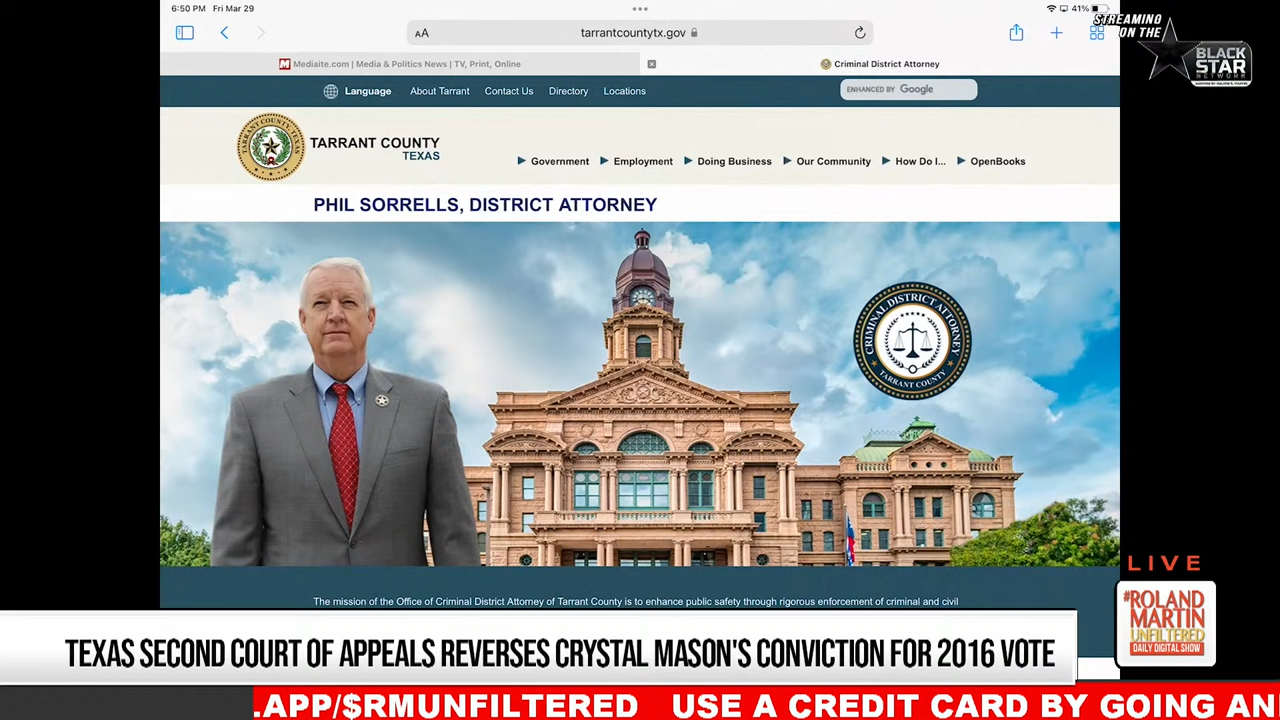 6:50 PM Fri Mar 29
41%
AA
tarrantcountytx.gov
STREAMING
ON THE
BLACK
STAR
NETWORK
Mediaite.com | Media & Politics News | TV, Print, Online
Criminal District Attorney
Language
About Tarrant
Contact Us
Directory
Locations
ENHANCED BY Google
TARRANT COUNTY
TEXAS
Government
Employment
Doing Business
Our Community
How Do I...
OpenBooks
PHIL SORRELLS, DISTRICT ATTORNEY
CRIMINAL DISTRICT ATTORNEY
TARRANT COUNTY
The mission of the Office of Criminal District Attorney of Tarrant County is to enhance public safety through rigorous enforcement of criminal and civil
LIVE
#ROLAND
MARTIN
UNFILTERED
DAILY DIGITAL SHOW
TEXAS SECOND COURT OF APPEALS REVERSES CRYSTAL MASON'S CONVICTION FOR 2016 VOTE
.APP/$RMUNFILTERED USE A CREDIT CARD BY GOING AN